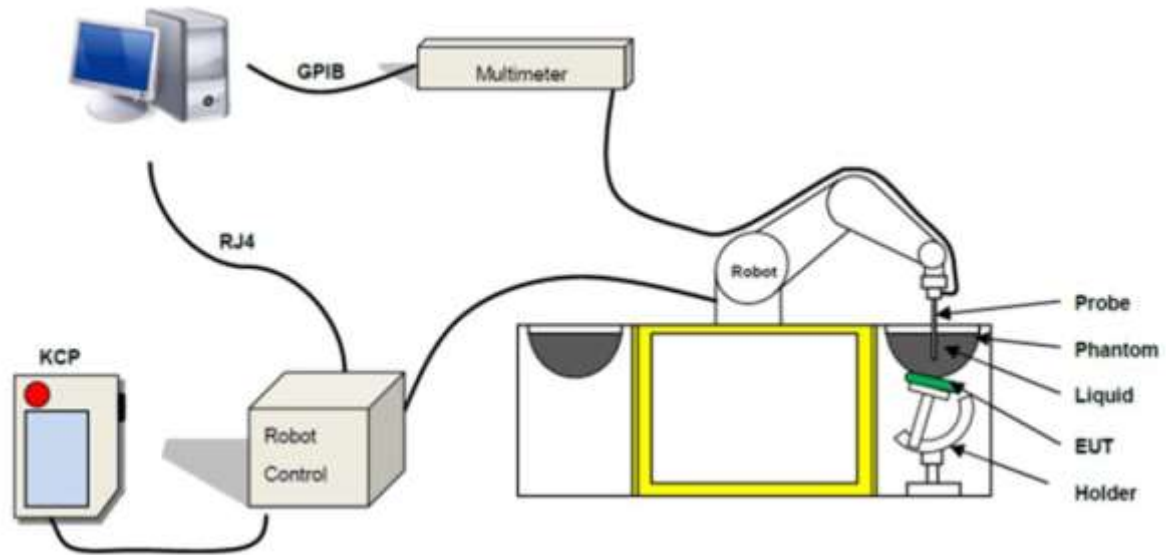 GPIB
Multimeter
RJ4
Robot
Probe
Phantom
KCP
Liquid
Robot
Control
EUT
Holder